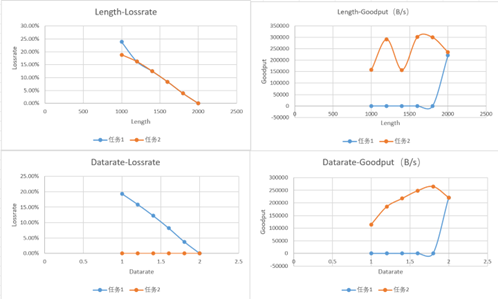 Length-Lossrate
30.00%
25.00%
20.00%
15.00%
10.00%
5.00%
0.00%
Lossrate
0 500 1000 1500 2000 2500
Length
任务1 任务2
Length-Goodput（B/s）
350000
300000
250000
200000
150000
100000
50000
0
-50000
Goodput
0 500 1000 1500 2000 2500
Length
任务1 任务2
Datarate-Lossrate
25.00%
20.00%
15.00%
10.00%
5.00%
0.00%
Lossrate
0 0.5 1 1.5 2 2.5
Datarate
任务1 任务2
Datarate-Goodput（B/s）
300000
250000
200000
150000
100000
50000
0
-50000
Goodput
0 0.5 1 1.5 2 2.5
Datarate
任务1 任务2